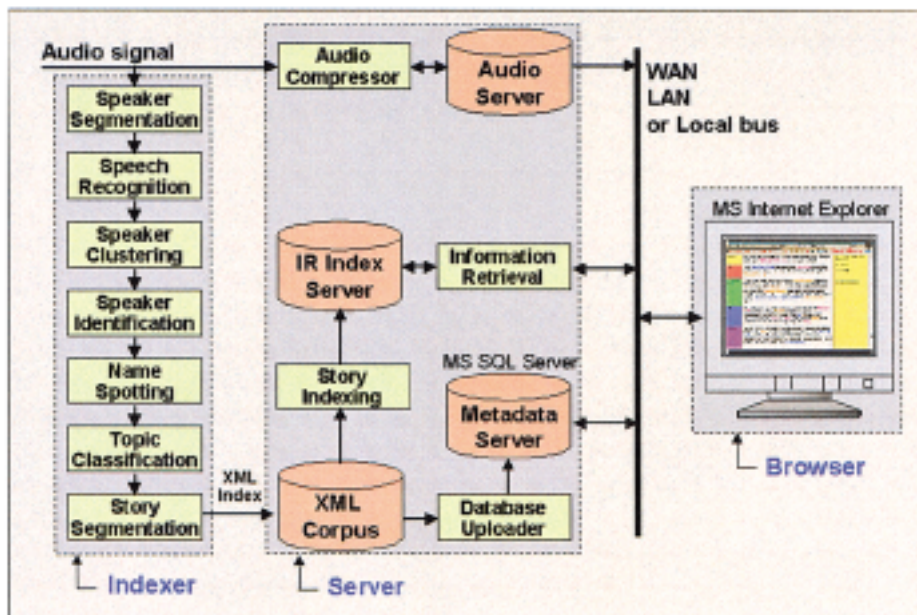 Audio signal
Speaker
Segmentation
Speech
Recognition
Speaker
Clustering
Speaker
Identification
Name
Spotting
Topic
Classification
Story
Segmentation
Indexer
XML
Index
Audio
Compressor
Audio
Server
IR Index
Server
Information
Retrieval
Story
Indexing
MS SQL Server
Metadata
Server
XML
Corpus
Database
Uploader
Server
WAN
LAN
or Local bus
MS Internet Explorer
Browser